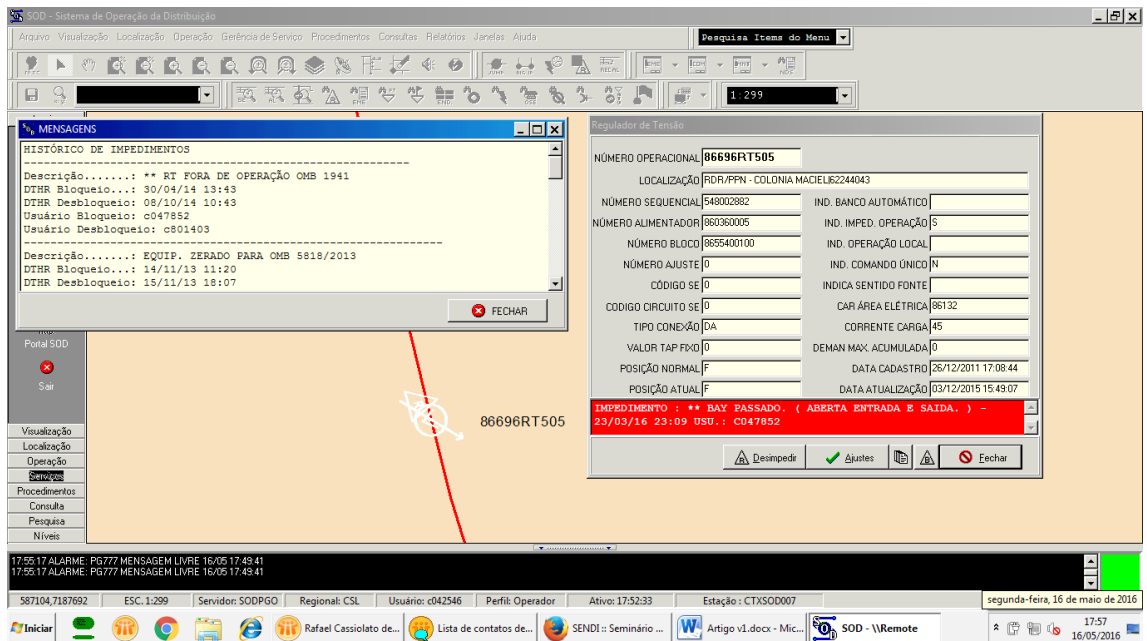 SOD - Sistema de Operação da Distribuição
Arquivo Visualização Localização Operação Gerência de Serviço Procedimentos Consultas Relatórios Janelas Ajuda
Pesquisa Items do Menu
1:299
MENSAGENS
HISTÓRICO DE IMPEDIMENTOS
Descrição.......: ** RT FORA DE OPERAÇÃO OMB 1941
DTHR Bloqueio...: 30/04/14 13:43
DTHR Desbloqueio: 08/10/14 10:43
Usuário Bloqueio: c047852
Usuário Desbloqueio: c801403
Descrição.......: EQUIP. ZERADO PARA OMB 5818/2013
DTHR Bloqueio...: 14/11/13 11:20
DTHR Desbloqueio: 15/11/13 18:07
FECHAR
Portal SOD
Sair
Visualização
Localização
Operação
Serviços
Procedimentos
Consulta
Pesquisa
Níveis
86696RT505
Regulador de Tensão
NÚMERO OPERACIONAL 86696RT505
LOCALIZAÇÃO RDR/PPN - COLONIA MACIEL|62244043
NÚMERO SEQUENCIAL 548002882 IND. BANCO AUTOMÁTICO
NÚMERO ALIMENTADOR 860360005 IND. IMPED. OPERAÇÃO S
NÚMERO BLOCO 8655400100 IND. OPERAÇÃO LOCAL
NÚMERO AJUSTE 0 IND. COMANDO ÚNICO N
CÓDIGO SE 0 INDICA SENTIDO FONTE
CODIGO CIRCUITO SE 0 CAR ÁREA ELÉTRICA 86132
TIPO CONEXÃO DA CORRENTE CARGA 45
VALOR TAP FIXO 0 DEMAN MAX. ACUMULADA 0
POSIÇÃO NORMAL F DATA CADASTRO 26/12/2011 17:08:44
POSIÇÃO ATUAL F DATA ATUALIZAÇÃO 03/12/2015 15:49:07
IMPEDIMENTO : ** BAY PASSADO. ( ABERTA ENTRADA E SAIDA. ) -
23/03/16 23:09 USU.: C047852
Desimpedir Ajustes Fechar
17:55:17 ALARME: PG777 MENSAGEM LIVRE 16/05 17:49:41
17:55:17 ALARME: PG777 MENSAGEM LIVRE 16/05 17:49:41
587104,7187692 ESC. 1:299 Servidor: SODPGO Regional: CSL Usuário: c042546 Perfil: Operador Ativo: 17:52:33 Estação : CTXSOD007
segunda-feira, 16 de maio de 2016
Iniciar Rafael Cassiolato de... Lista de contatos de... SENDI :: Seminário ... Artigo v1.docx - Mic... SOD - \\Remote
17:57
16/05/2016